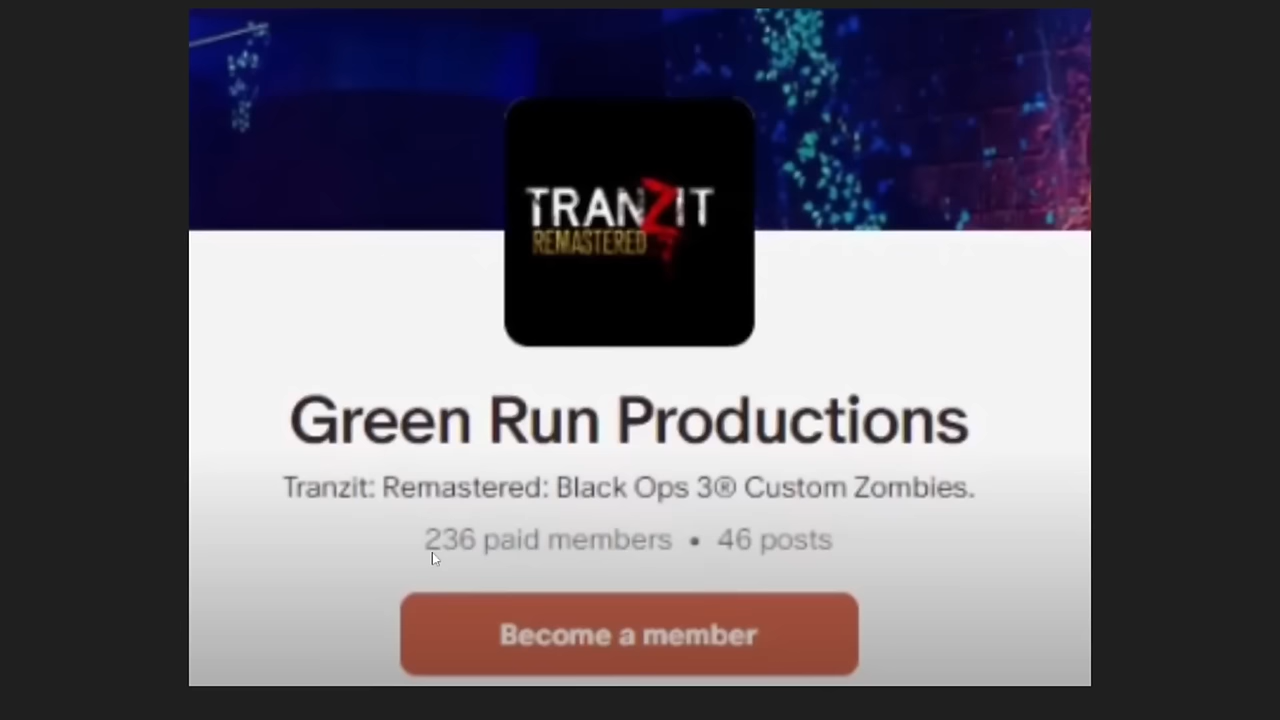 TRANZIT
REMASTERED
Green Run Productions
Tranzit: Remastered: Black Ops 3® Custom Zombies.
236 paid members • 46 posts
Become a member